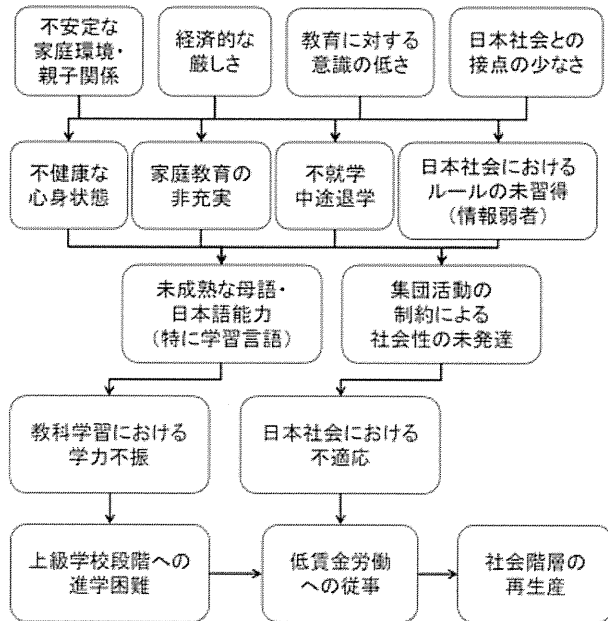 不安定な
家庭環境・
親子関係
経済的な
厳しさ
教育に対する
意識の低さ
日本社会との
接点の少なさ
不健康な
心身状態
家庭教育の
非充実
不就学
中途退学
日本社会における
ルールの未習得
(情報弱者)
未成熟な母語・
日本語能力
(特に学習言語)
集団活動の
制約による
社会性の未発達
教科学習における
学力不振
日本社会における
不適応
上級学校段階への
進学困難
低賃金労働
への従事
社会階層の
再生産